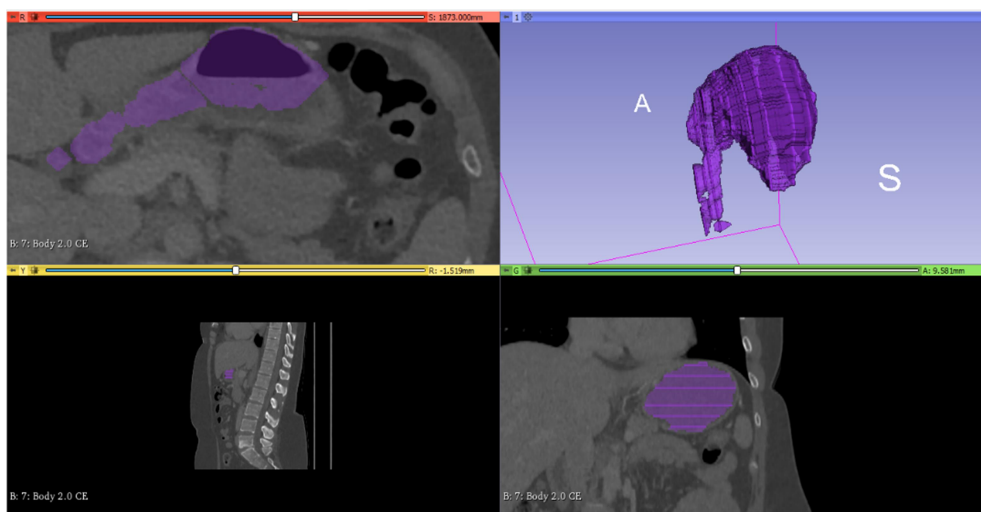 R
S: 1873.000mm
B: 7: Body 2.0 CE
1
A
S
Y
R: -1.519mm
B: 7: Body 2.0 CE
G
A: 9.581mm
B: 7: Body 2.0 CE